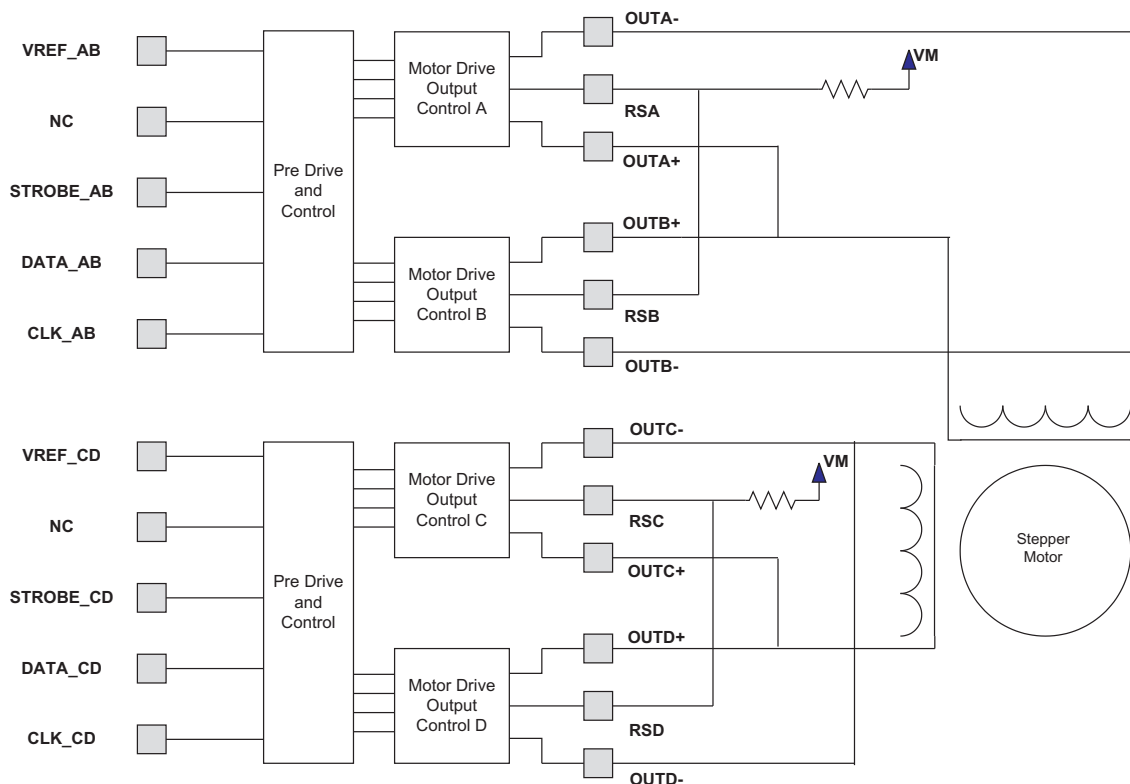 OUTA-
VREF_AB
VM
Motor Drive
Output
Control A
RSA
NC
OUTA+
Pre Drive
and
Control
STROBE_AB
OUTB+
DATA_AB
Motor Drive
Output
Control B
RSB
CLK_AB
OUTB-
OUTC-
VREF_CD
VM
Motor Drive
Output
Control C
RSC
NC
Stepper
Motor
OUTC+
Pre Drive
and
Control
STROBE_CD
OUTD+
DATA_CD
Motor Drive
Output
Control D
RSD
CLK_CD
OUTD-